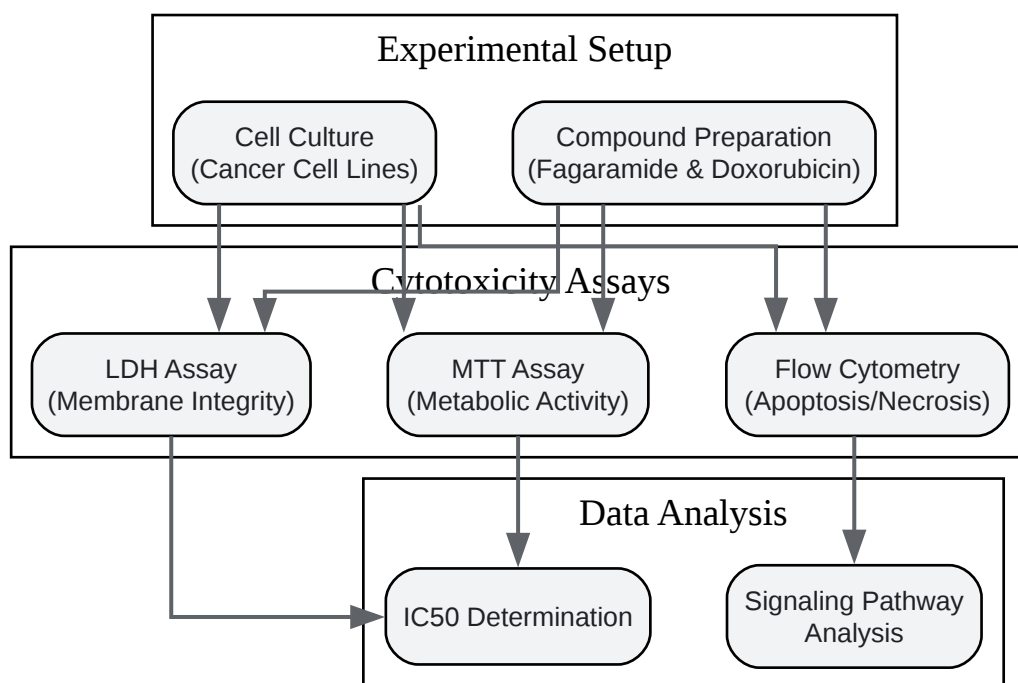 Experimental Setup
Cell Culture
(Cancer Cell Lines)
Compound Preparation
(Fagaramide & Doxorubicin)
Cytotoxicity Assays
LDH Assay
(Membrane Integrity)
MTT Assay
(Metabolic Activity)
Flow Cytometry
(Apoptosis/Necrosis)
Data Analysis
IC50 Determination
Signaling Pathway
Analysis